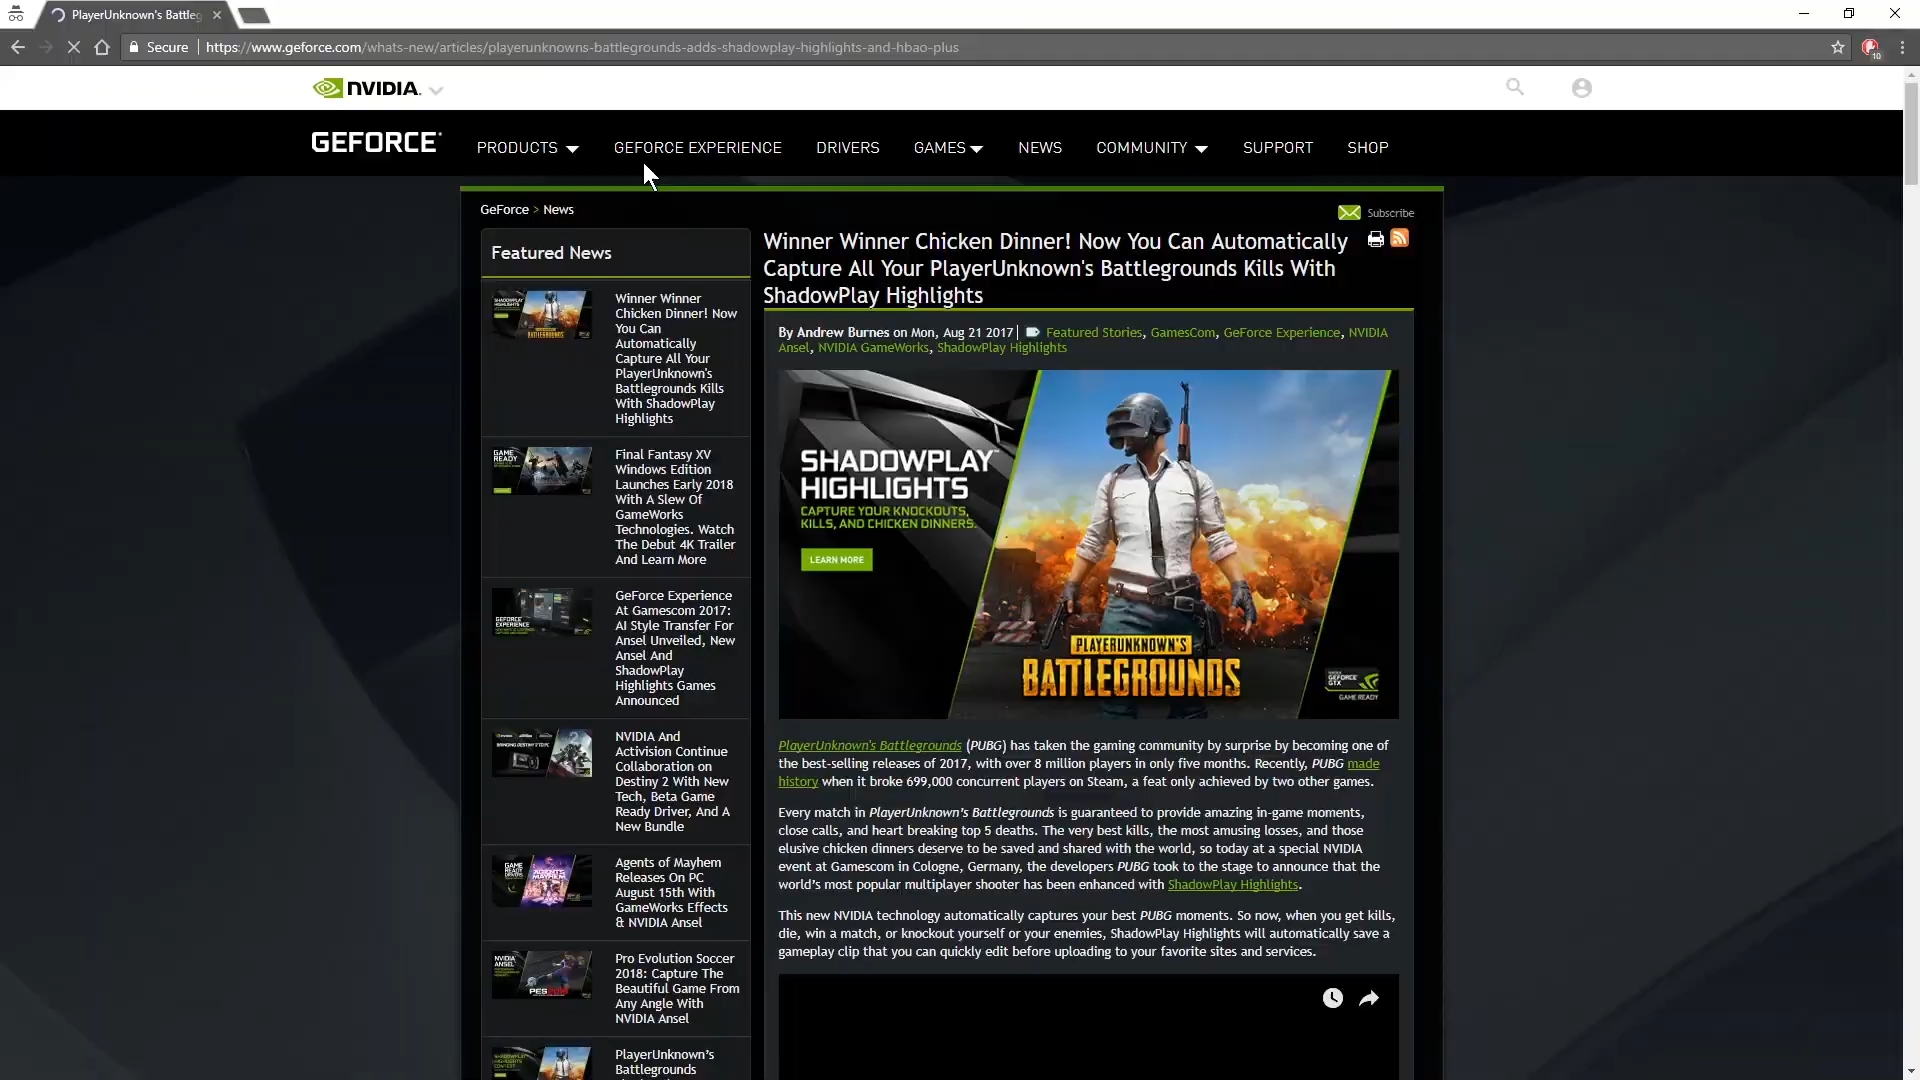 PlayerUnknown's Battleg
Secure
https://www.geforce.com/whats-new/articles/playerunknowns-battlegrounds-adds-shadowplay-highlights-and-hbao-plus
10
NVIDIA.
GEFORCE
PRODUCTS
GEFORCE EXPERIENCE
DRIVERS
GAMES
NEWS
COMMUNITY
SUPPORT
SHOP
GeForce > News
Subscribe
Featured News
Winner Winner
Chicken Dinner! Now
You Can
Automatically
Capture All Your
PlayerUnknown's
Battlegrounds Kills
With ShadowPlay
Highlights
Final Fantasy XV
Windows Edition
Launches Early 2018
With A Slew Of
GameWorks
Technologies. Watch
The Debut 4K Trailer
And Learn More
GeForce Experience
At Gamescom 2017:
AI Style Transfer For
Ansel Unveiled, New
Ansel And
ShadowPlay
Highlights Games
Announced
NVIDIA And
Activision Continue
Collaboration on
Destiny 2 With New
Tech, Beta Game
Ready Driver, And A
New Bundle
Agents of Mayhem
Releases On PC
August 15th With
GameWorks Effects
& NVIDIA Ansel
Pro Evolution Soccer
2018: Capture The
Beautiful Game From
Any Angle With
NVIDIA Ansel
PlayerUnknown's
Battlegrounds
Winner Winner Chicken Dinner! Now You Can Automatically
Capture All Your PlayerUnknown's Battlegrounds Kills With
ShadowPlay Highlights
By Andrew Burnes on Mon, Aug 21 2017 | Featured Stories, GamesCom, GeForce Experience, NVIDIA
Ansel, NVIDIA GameWorks, ShadowPlay Highlights
SHADOWPLAY™
HIGHLIGHTS
CAPTURE YOUR KNOCKOUTS,
KILLS, AND CHICKEN DINNERS.
LEARN MORE
PLAYERUNKNOWN'S
BATTLEGROUNDS
GEFORCE
GTX
GAME READY
PlayerUnknown's Battlegrounds (PUBG) has taken the gaming community by surprise by becoming one of
the best-selling releases of 2017, with over 8 million players in only five months. Recently, PUBG made
history when it broke 699,000 concurrent players on Steam, a feat only achieved by two other games.
Every match in PlayerUnknown's Battlegrounds is guaranteed to provide amazing in-game moments,
close calls, and heart breaking top 5 deaths. The very best kills, the most amusing losses, and those
elusive chicken dinners deserve to be saved and shared with the world, so today at a special NVIDIA
event at Gamescom in Cologne, Germany, the developers PUBG took to the stage to announce that the
world's most popular multiplayer shooter has been enhanced with ShadowPlay Highlights.
This new NVIDIA technology automatically captures your best PUBG moments. So now, when you get kills,
die, win a match, or knockout yourself or your enemies, ShadowPlay Highlights will automatically save a
gameplay clip that you can quickly edit before uploading to your favorite sites and services.